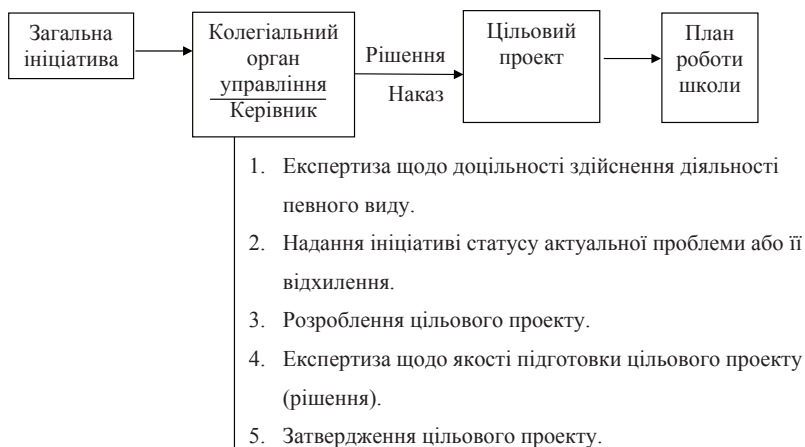 Загальна
ініціатива
Колегіальний
орган
управління
Керівник
Рішення
Наказ
Цільовий
проект
План
роботи
школи
1. Експертиза щодо доцільності здійснення діяльності
певного виду.
2. Надання ініціативі статусу актуальної проблеми або її
відхилення.
3. Розроблення цільового проекту.
4. Експертиза щодо якості підготовки цільового проекту
(рішення).
5. Затвердження цільового проекту.